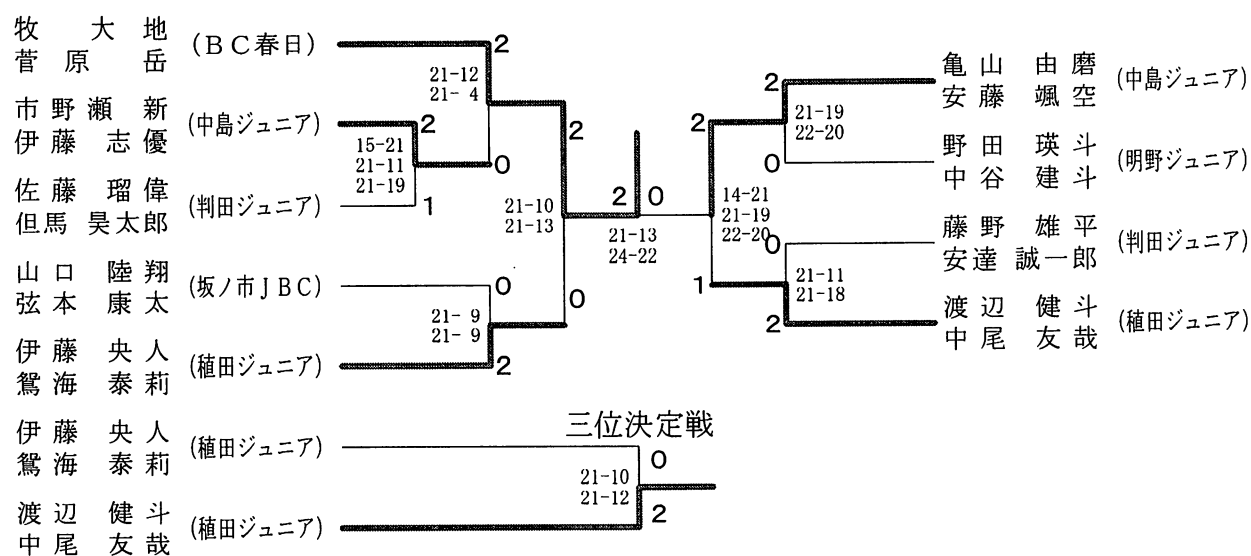 牧 大地
菅原 岳
(BC春日)
2
21-12
21- 4
市野瀬 新
伊藤 志優
(中島ジュニア)
2
0
15-21
21-11
21-19
佐藤 瑠偉
但馬 昊太郎
(判田ジュニア)
1
2
21-10
21-13
山口 陸翔
弦本 康太
(坂ノ市JBC)
0
0
21- 9
21- 9
伊藤 央人
鴛海 泰莉
(稙田ジュニア)
2
2
0
21-13
24-22
亀山 由磨
安藤 颯空
(中島ジュニア)
2
2
21-19
22-20
野田 瑛斗
中谷 建斗
(明野ジュニア)
0
14-21
21-19
22-20
藤野 雄平
安達 誠一郎
(判田ジュニア)
0
1
21-11
21-18
渡辺 健斗
中尾 友哉
(稙田ジュニア)
2
三位決定戦
伊藤 央人
鴛海 泰莉
(稙田ジュニア)
0
21-10
21-12
渡辺 健斗
中尾 友哉
(稙田ジュニア)
2